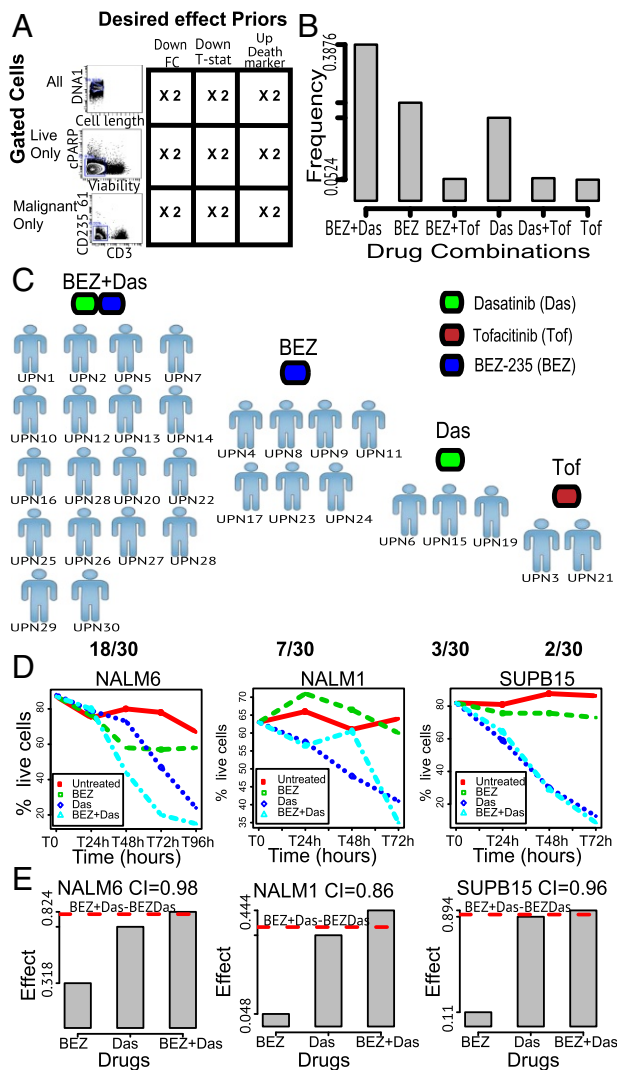 A
Desired effect Priors
Down FC
Down T-stat
Up Death marker
Gated Cells
All
DNA1
Cell length
X 2 X 2 X 2
Live Only
cPARP
Viability
X 2 X 2 X 2
Malignant Only
CD235_61
CD3
X 2 X 2 X 2
B
Frequency
0.3876
0.0524
BEZ+Das BEZ BEZ+Tof Das Das+Tof Tof
Drug Combinations
C
BEZ+Das
UPN1 UPN2 UPN5 UPN7
UPN10 UPN12 UPN13 UPN14
UPN16 UPN28 UPN20 UPN22
UPN25 UPN26 UPN27 UPN28
UPN29 UPN30
BEZ
UPN4 UPN8 UPN9 UPN11
UPN17 UPN23 UPN24
Das
UPN6 UPN15 UPN19
Tof
UPN3 UPN21
Dasatinib (Das)
Tofacitinib (Tof)
BEZ-235 (BEZ)
18/30 7/30 3/30 2/30
D
NALM6
% live cells
80
60
40
20
Untreated
BEZ
Das
BEZ+Das
T0 T24h T48h T72h T96h
Time (hours)
NALM1
% live cells
70
65
60
55
50
45
35
Untreated
BEZ
Das
BEZ+Das
T0 T24h T48h T72h
Time (hours)
SUPB15
% live cells
80
60
40
20
Untreated
BEZ
Das
BEZ+Das
T0 T24h T48h T72h
Time (hours)
E
NALM6 CI=0.98
BEZ+Das-BEZDas
Effect
0.824
0.318
BEZ Das BEZ+Das
Drugs
NALM1 CI=0.86
BEZ+Das-BEZDas
Effect
0.444
0.048
BEZ Das BEZ+Das
Drugs
SUPB15 CI=0.96
BEZ+Das-BEZDas
Effect
0.894
0.11
BEZ Das BEZ+Das
Drugs